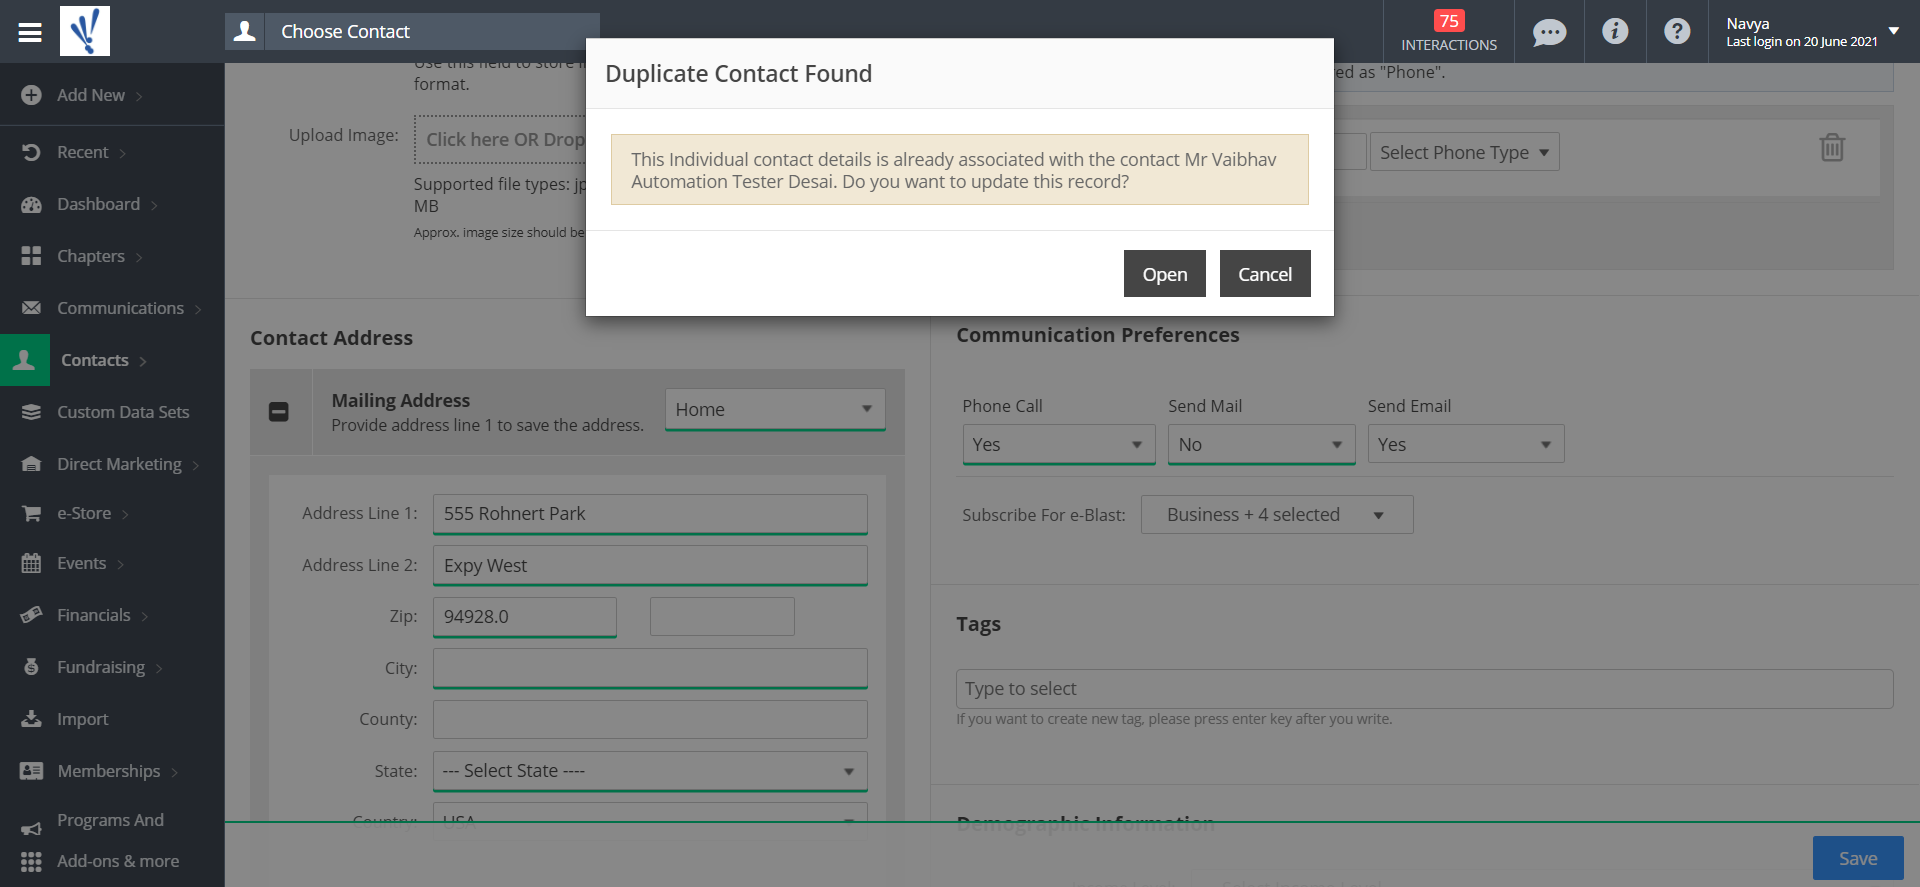 Choose Contact
75
INTERACTIONS
Navya
Last login on 20 June 2021
Add New
Recent
Dashboard
Chapters
Communications
Contacts
Custom Data Sets
Direct Marketing
e-Store
Events
Financials
Fundraising
Import
Memberships
Programs And
Add-ons & more
Duplicate Contact Found
This Individual contact details is already associated with the contact Mr Vaibhav
Automation Tester Desai. Do you want to update this record?
Open
Cancel
Use this field to store
format.
Upload Image:
Click here OR Drop
Supported file types:
MB
Approx. image size should be
as "Phone".
Select Phone Type
Contact Address
Mailing Address
Provide address line 1 to save the address.
Home
Address Line 1:
555 Rohnert Park
Address Line 2:
Expy West
Zip:
94928.0
City:
County:
State:
--- Select State ----
Country:
USA
Communication Preferences
Phone Call
Send Mail
Send Email
Yes
No
Yes
Subscribe For e-Blast:
Business + 4 selected
Tags
Type to select
If you want to create new tag, please press enter key after you write.
Demographic Information
Save